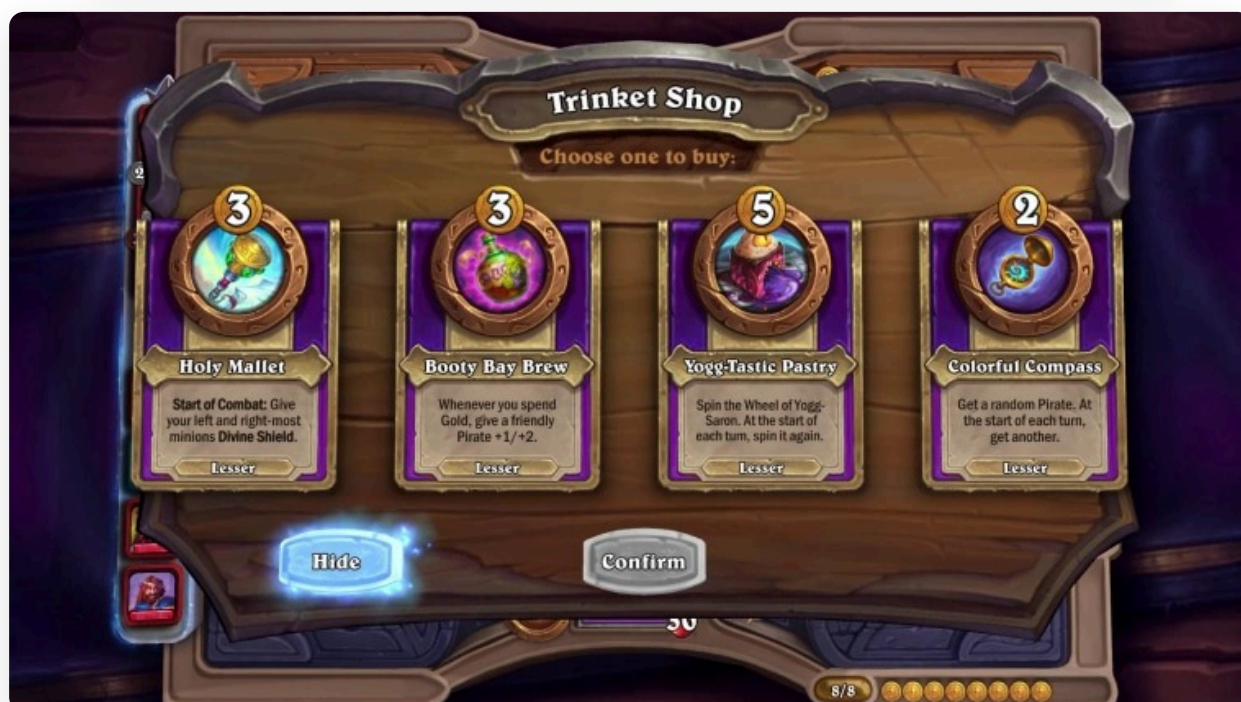 Trinket Shop
Choose one to buy:
3
Holy Mallet
Start of Combat: Give
your left and right-most
minions Divine Shield.
Lesser
3
Booty Bay Brew
Whenever you spend
Gold, give a friendly
Pirate +1/+2.
Lesser
5
Yogg-Tastic Pastry
Spin the Wheel of Yogg-
Saron. At the start of
each turn, spin it again.
Lesser
2
Colorful Compass
Get a random Pirate. At
the start of each turn,
get another.
Lesser
2
Hide
Confirm
30
8/8